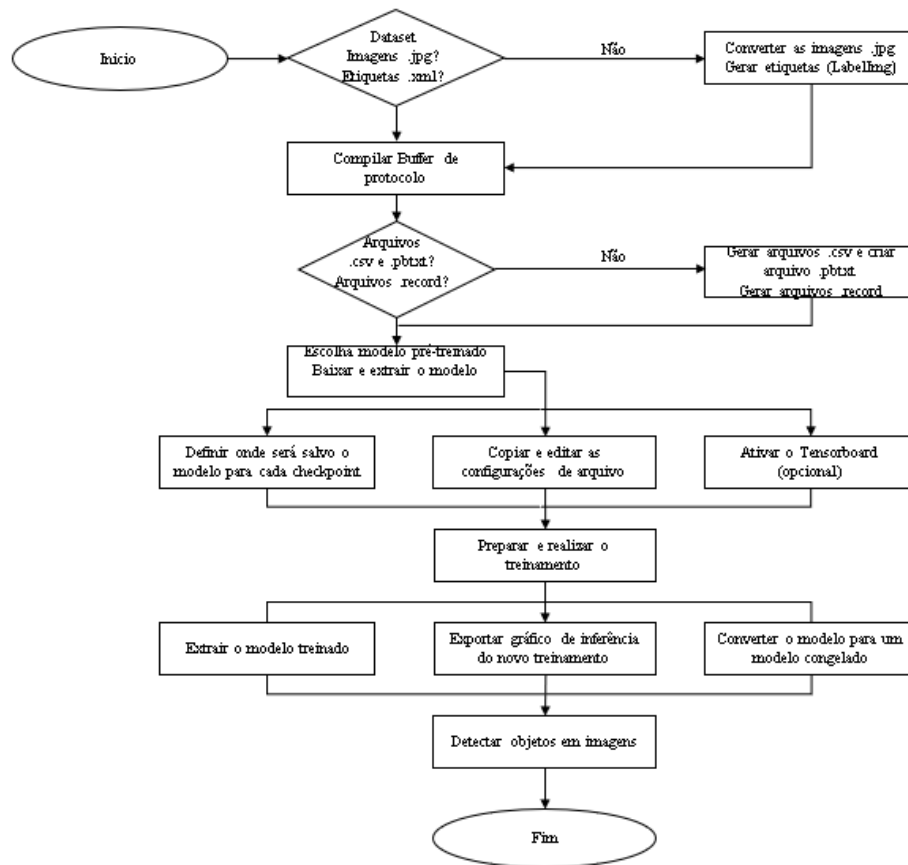 Inicio
Dataset
Imagens .jpg?
Etiquetas .xml?
Não
Converter as imagens .jpg
Gerar etiquetas (LabelImg)
Compilar Buffer de
protocolo
Arquivos
.csv e .pbtxt?
Arquivos .record?
Não
Gerar arquivos .csv e criar
arquivo .pbtxt
Gerar arquivos .record
Escolha modelo pré-treinado
Baixar e extrair o modelo
Definir onde será salvo o
modelo para cada checkpoint
Copiar e editar as
configurações de arquivo
Ativar o Tensorboard
(opcional)
Preparar e realizar o
treinamento
Extrair o modelo treinado
Exportar gráfico de inferência
do novo treinamento
Converter o modelo para um
modelo congelado
Detectar objetos em imagens
Fim